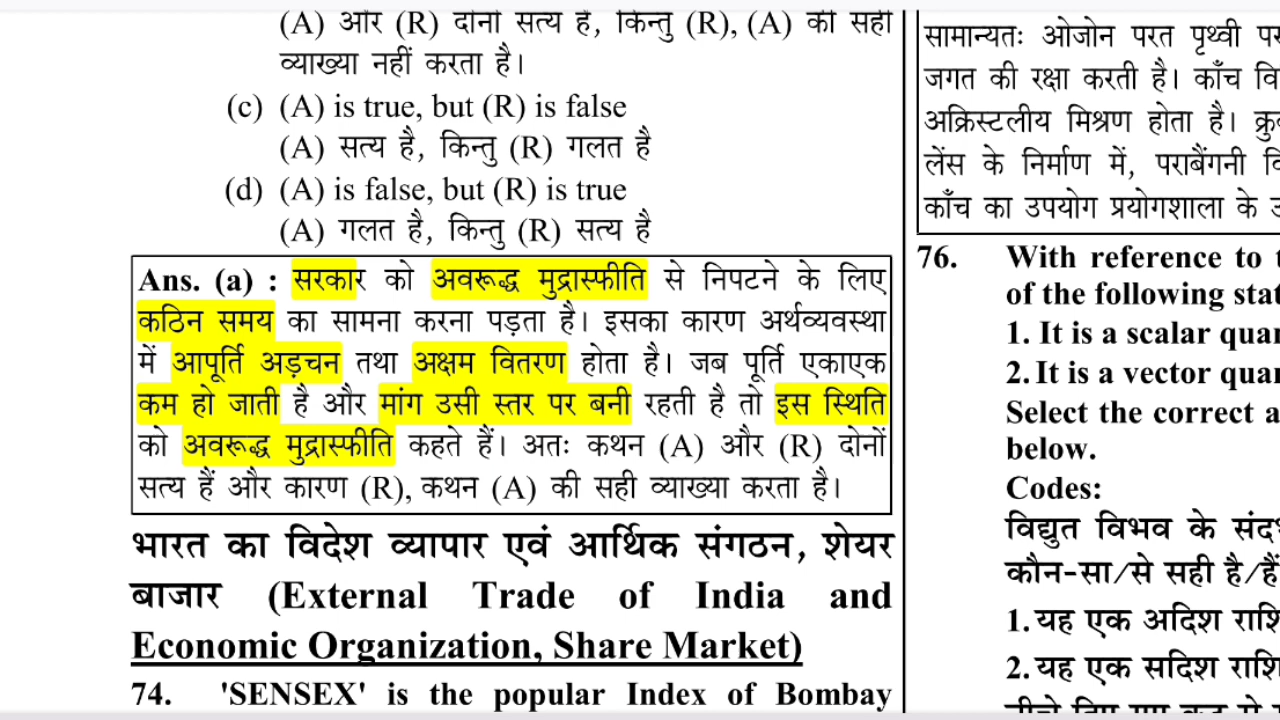 (A) और (R) दोनों सत्य हैं, किन्तु (R), (A) की सही
व्याख्या नहीं करता है।
(c) (A) is true, but (R) is false
(A) सत्य है, किन्तु (R) गलत है
(d) (A) is false, but (R) is true
(A) गलत है, किन्तु (R) सत्य है
Ans. (a) : सरकार को अवरूद्ध मुद्रास्फीति से निपटने के लिए
कठिन समय का सामना करना पड़ता है। इसका कारण अर्थव्यवस्था
में आपूर्ति अड़चन तथा अक्षम वितरण होता है। जब पूर्ति एकाएक
कम हो जाती है और मांग उसी स्तर पर बनी रहती है तो इस स्थिति
को अवरूद्ध मुद्रास्फीति कहते हैं। अतः कथन (A) और (R) दोनों
सत्य हैं और कारण (R), कथन (A) की सही व्याख्या करता है।
भारत का विदेश व्यापार एवं आर्थिक संगठन, शेयर
बाजार (External Trade of India and
Economic Organization, Share Market)
74. 'SENSEX' is the popular Index of Bombay
सामान्यतः ओजोन परत पृथ्वी
जगत की रक्षा करती है। काँच
अक्रिस्टलीय मिश्रण होता है।
लेंस के निर्माण में, पराबैंगनी
काँच का उपयोग प्रयोगशाला के
76. With reference to
of the following
1. It is a scalar
2. It is a vector
Select the correct
below.
Codes:
विद्युत विभव के
कौन-सा/से सही है/हैं
1. यह एक अदिश
2. यह एक सदिश